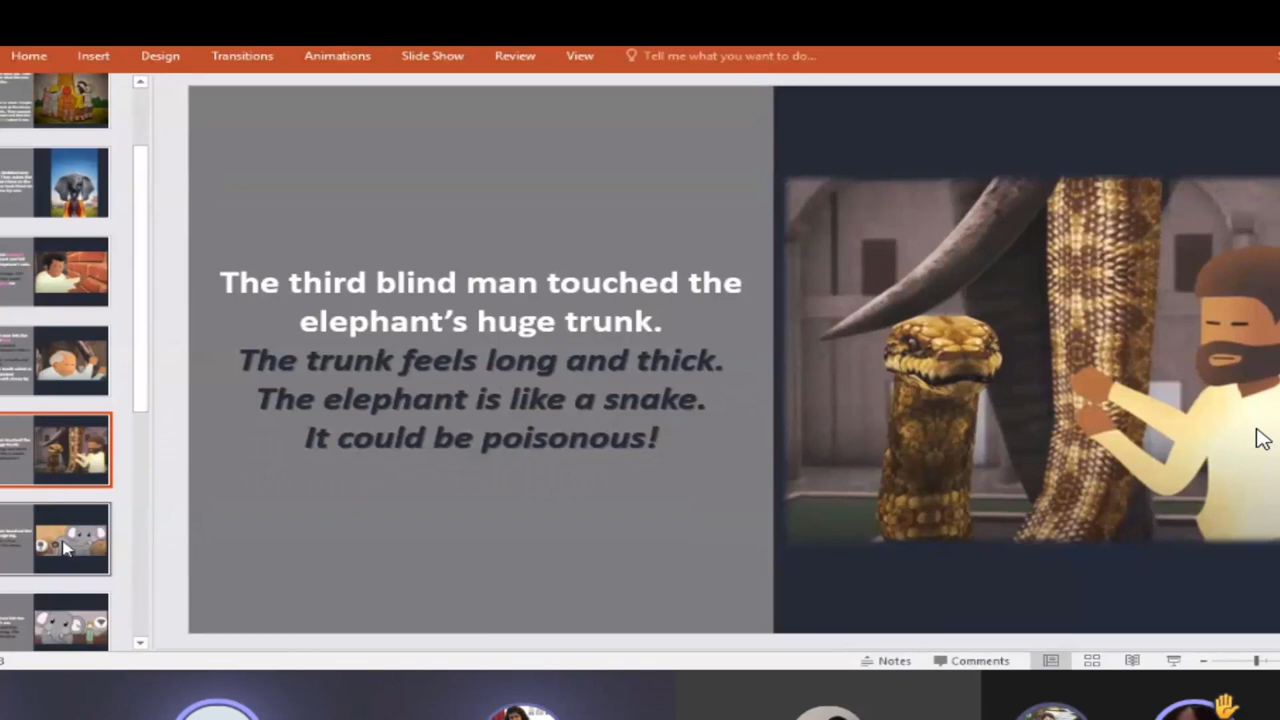 Home Insert Design Transitions Animations Slide Show Review View Tell me what you want to do...
The third blind man touched the
elephant’s huge trunk.
The trunk feels long and thick.
The elephant is like a snake.
It could be poisonous!
Notes Comments